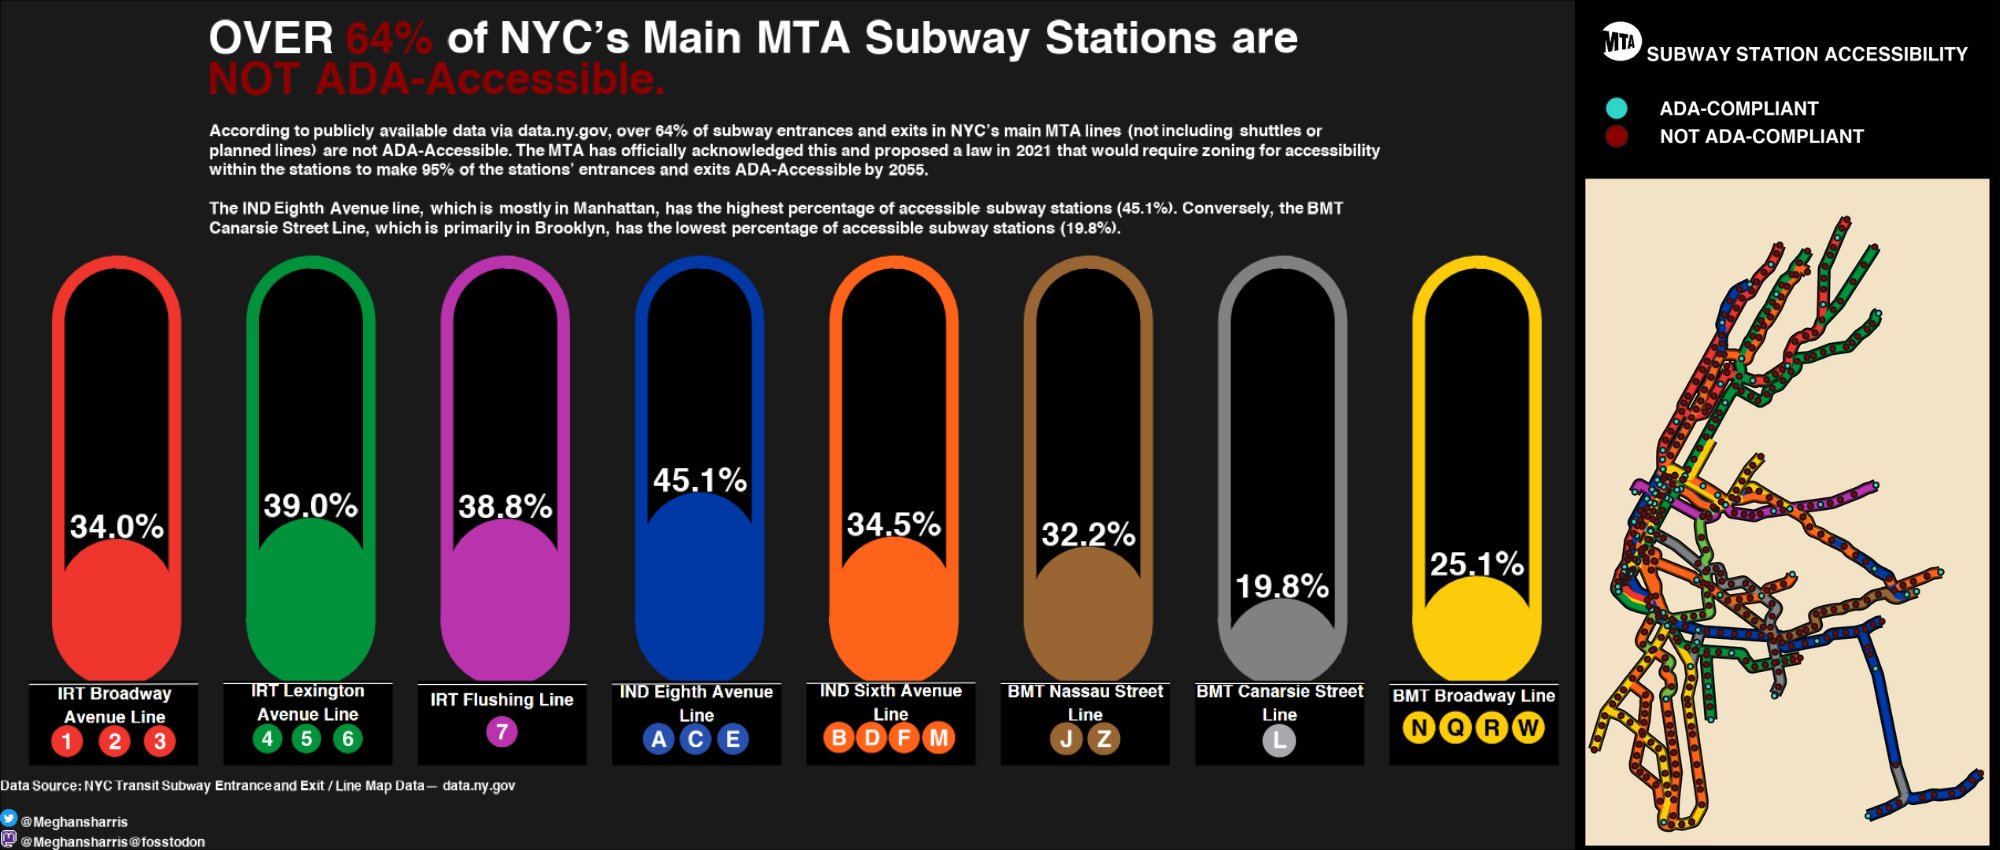 OVER 64% of NYC's Main MTA Subway Stations are
NOT ADA-Accessible.
According to publicly available data via data.ny.gov, over 64% of subway entrances and exits in NYC's main MTA lines (not including shuttles or
planned lines) are not ADA-Accessible. The MTA has officially acknowledged this and proposed a law in 2021 that would require zoning for accessibility
within the stations to make 95% of the stations' entrances and exits ADA-Accessible by 2055.
The IND Eighth Avenue line, which is mostly in Manhattan, has the highest percentage of accessible subway stations (45.1%). Conversely, the BMT
Canarsie Street Line, which is primarily in Brooklyn, has the lowest percentage of accessible subway stations (19.8%).
34.0%
39.0%
38.8%
45.1%
34.5%
32.2%
19.8%
25.1%
IRT Broadway
Avenue Line
1 2 3
IRT Lexington
Avenue Line
4 5 6
IRT Flushing Line
7
IND Eighth Avenue
Line
A C E
IND Sixth Avenue
Line
B D F M
BMT Nassau Street
Line
J Z
BMT Canarsie Street
Line
L
BMT Broadway Line
N Q R W
Data Source: NYC Transit Subway Entrance and Exit / Line Map Data — data.ny.gov
@Meghansharris
@Meghansharris@fosstodon
MTA SUBWAY STATION ACCESSIBILITY
ADA-COMPLIANT
NOT ADA-COMPLIANT